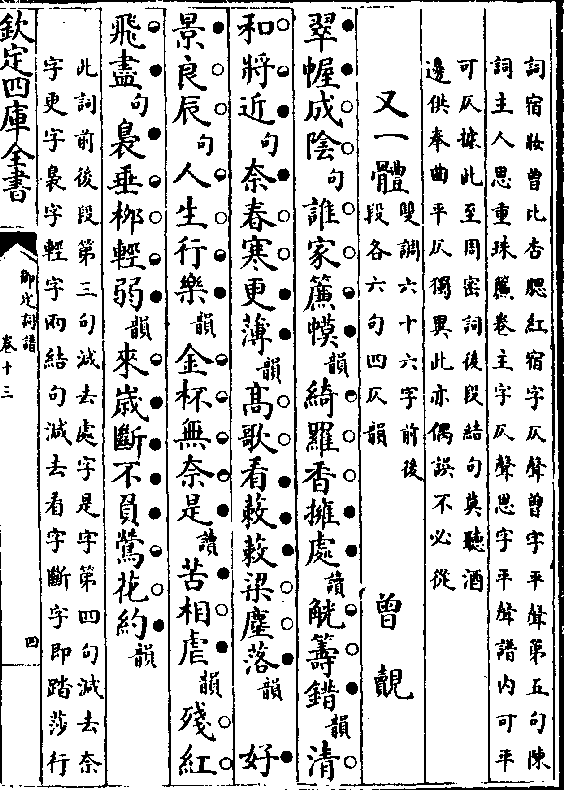 詞宿妝曾比杏腮紅宿字仄聲曾字平聲第五句陳
詞主人思重珠簾卷主字仄聲思字平聲譜内可平
可仄據此至周密詞後段結句莫聽酒
邊供奉曲平仄獨異此亦偶誤不必從
又一體 雙調六十六字前後段各六句四仄韻 曾覿
翠幄成陰句誰家簾幙韻綺羅香擁處讀觥籌錯韻清
和將近句奈春寒更薄韻高歌看蔌蔌梁塵落韻 好
景良辰句人生行樂韻金杯無奈是讀苦相虐韻殘紅
飛盡句裊垂栁輕弱韻來嵗斷不負鶯花約韻
此詞前後段第三句減去處字是字第四句減去奈
字更字裊字輕字兩結句減去看字斷字即踏莎行
欽定四庫全書
御定詞譜
卷十三
四